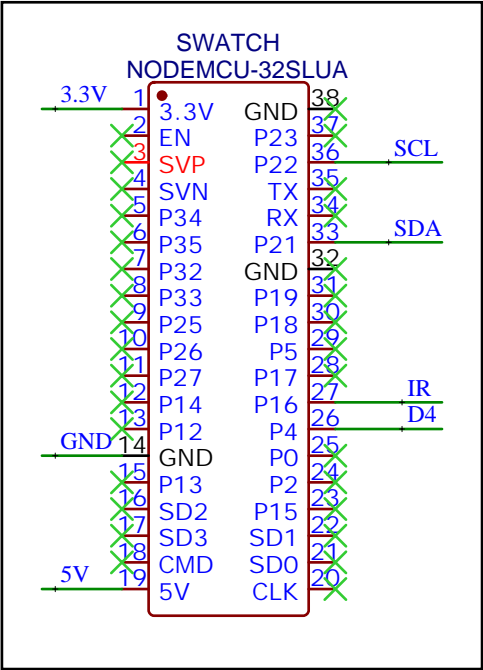 SWATCH
NODEMCU-32SLUA
3.3V 1 3.3V GND 38
2 EN P23 37
3 SVP P22 36 SCL
4 SVN TX 35
5 P34 RX 34
6 P35 P21 33 SDA
7 P32 GND 32
8 P33 P19 31
9 P25 P18 30
10 P26 P5 29
11 P27 P17 28
12 P14 P16 27 IR
13 P12 P4 26 D4
GND 14 GND P0 25
15 P13 P2 24
16 SD2 P15 23
17 SD3 SD1 22
18 CMD SD0 21
5V 19 5V CLK 20